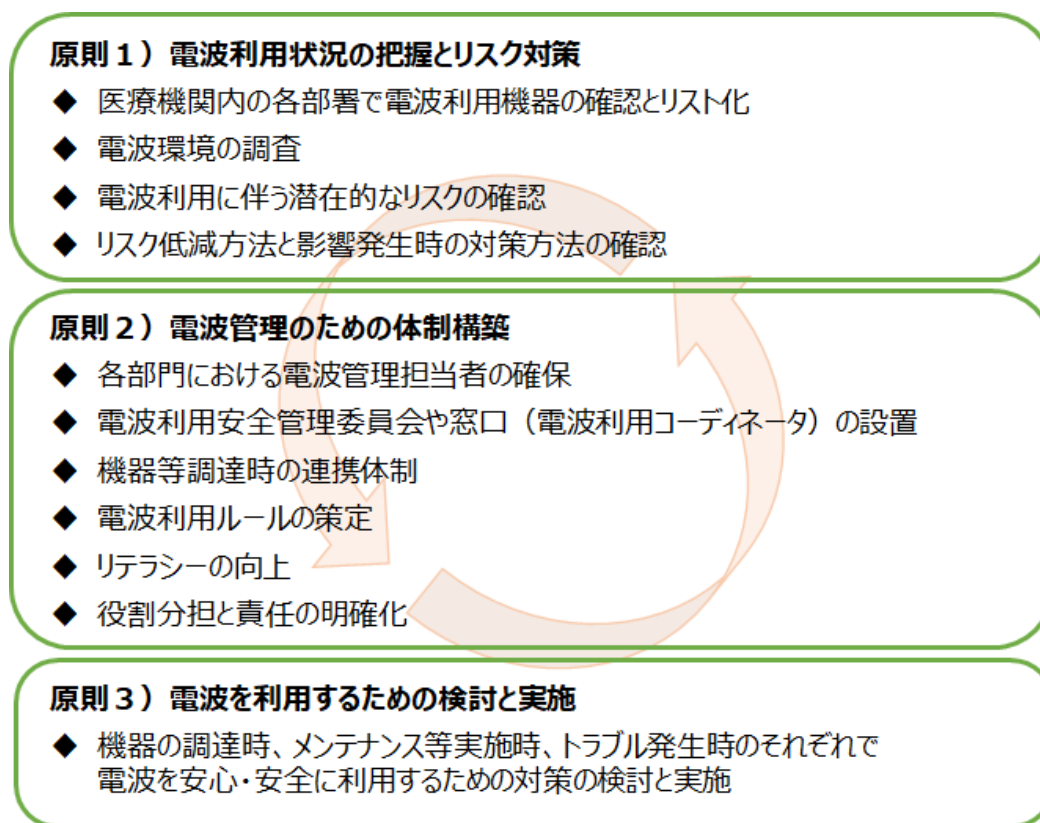 原則１）電波利用状況の把握とリスク対策
◆ 医療機関内の各部署で電波利用機器の確認とリスト化
◆ 電波環境の調査
◆ 電波利用に伴う潜在的なリスクの確認
◆ リスク低減方法と影響発生時の対策方法の確認
原則２）電波管理のための体制構築
◆ 各部門における電波管理担当者の確保
◆ 電波利用安全管理委員会や窓口（電波利用コーディネータ）の設置
◆ 機器等調達時の連携体制
◆ 電波利用ルールの策定
◆ リテラシーの向上
◆ 役割分担と責任の明確化
原則３）電波を利用するための検討と実施
◆ 機器の調達時、メンテナンス等実施時、トラブル発生時のそれぞれで
電波を安心・安全に利用するための対策の検討と実施